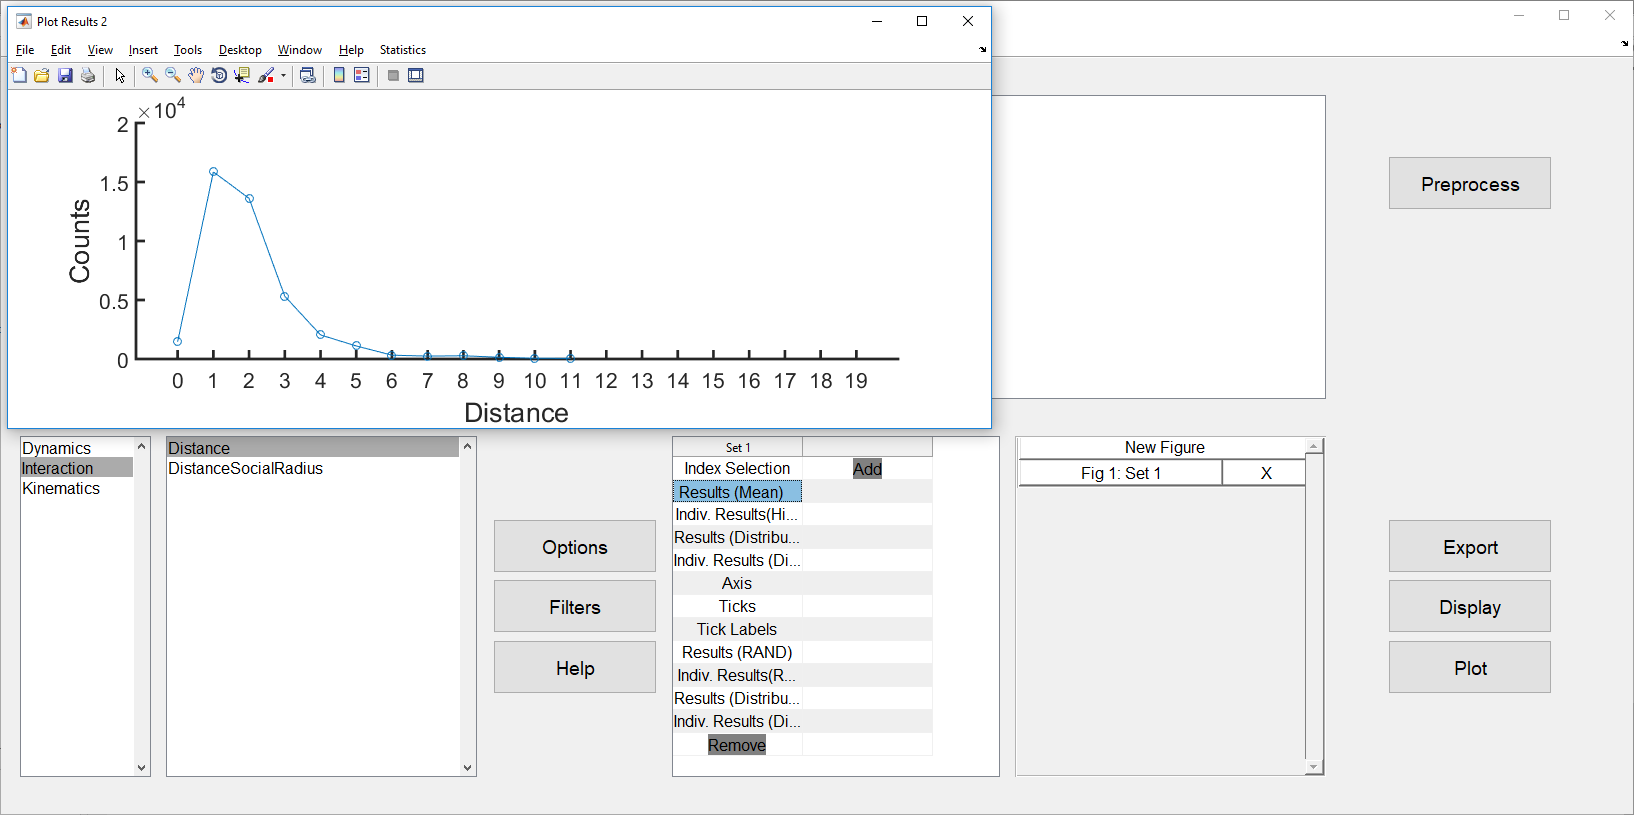 Plot Results 2
File Edit View Insert Tools Desktop Window Help Statistics
×10^4
2
1.5
1
0.5
0
Counts
0 1 2 3 4 5 6 7 8 9 10 11 12 13 14 15 16 17 18 19
Distance
Preprocess
Dynamics
Interaction
Kinematics
Distance
DistanceSocialRadius
Options
Filters
Help
Set 1
Index Selection Add
Results (Mean)
Indiv. Results(Hi...
Results (Distribu...
Indiv. Results (Di...
Axis
Ticks
Tick Labels
Results (RAND)
Indiv. Results(R...
Results (Distribu...
Indiv. Results (Di...
Remove
New Figure
Fig 1: Set 1 X
Export
Display
Plot